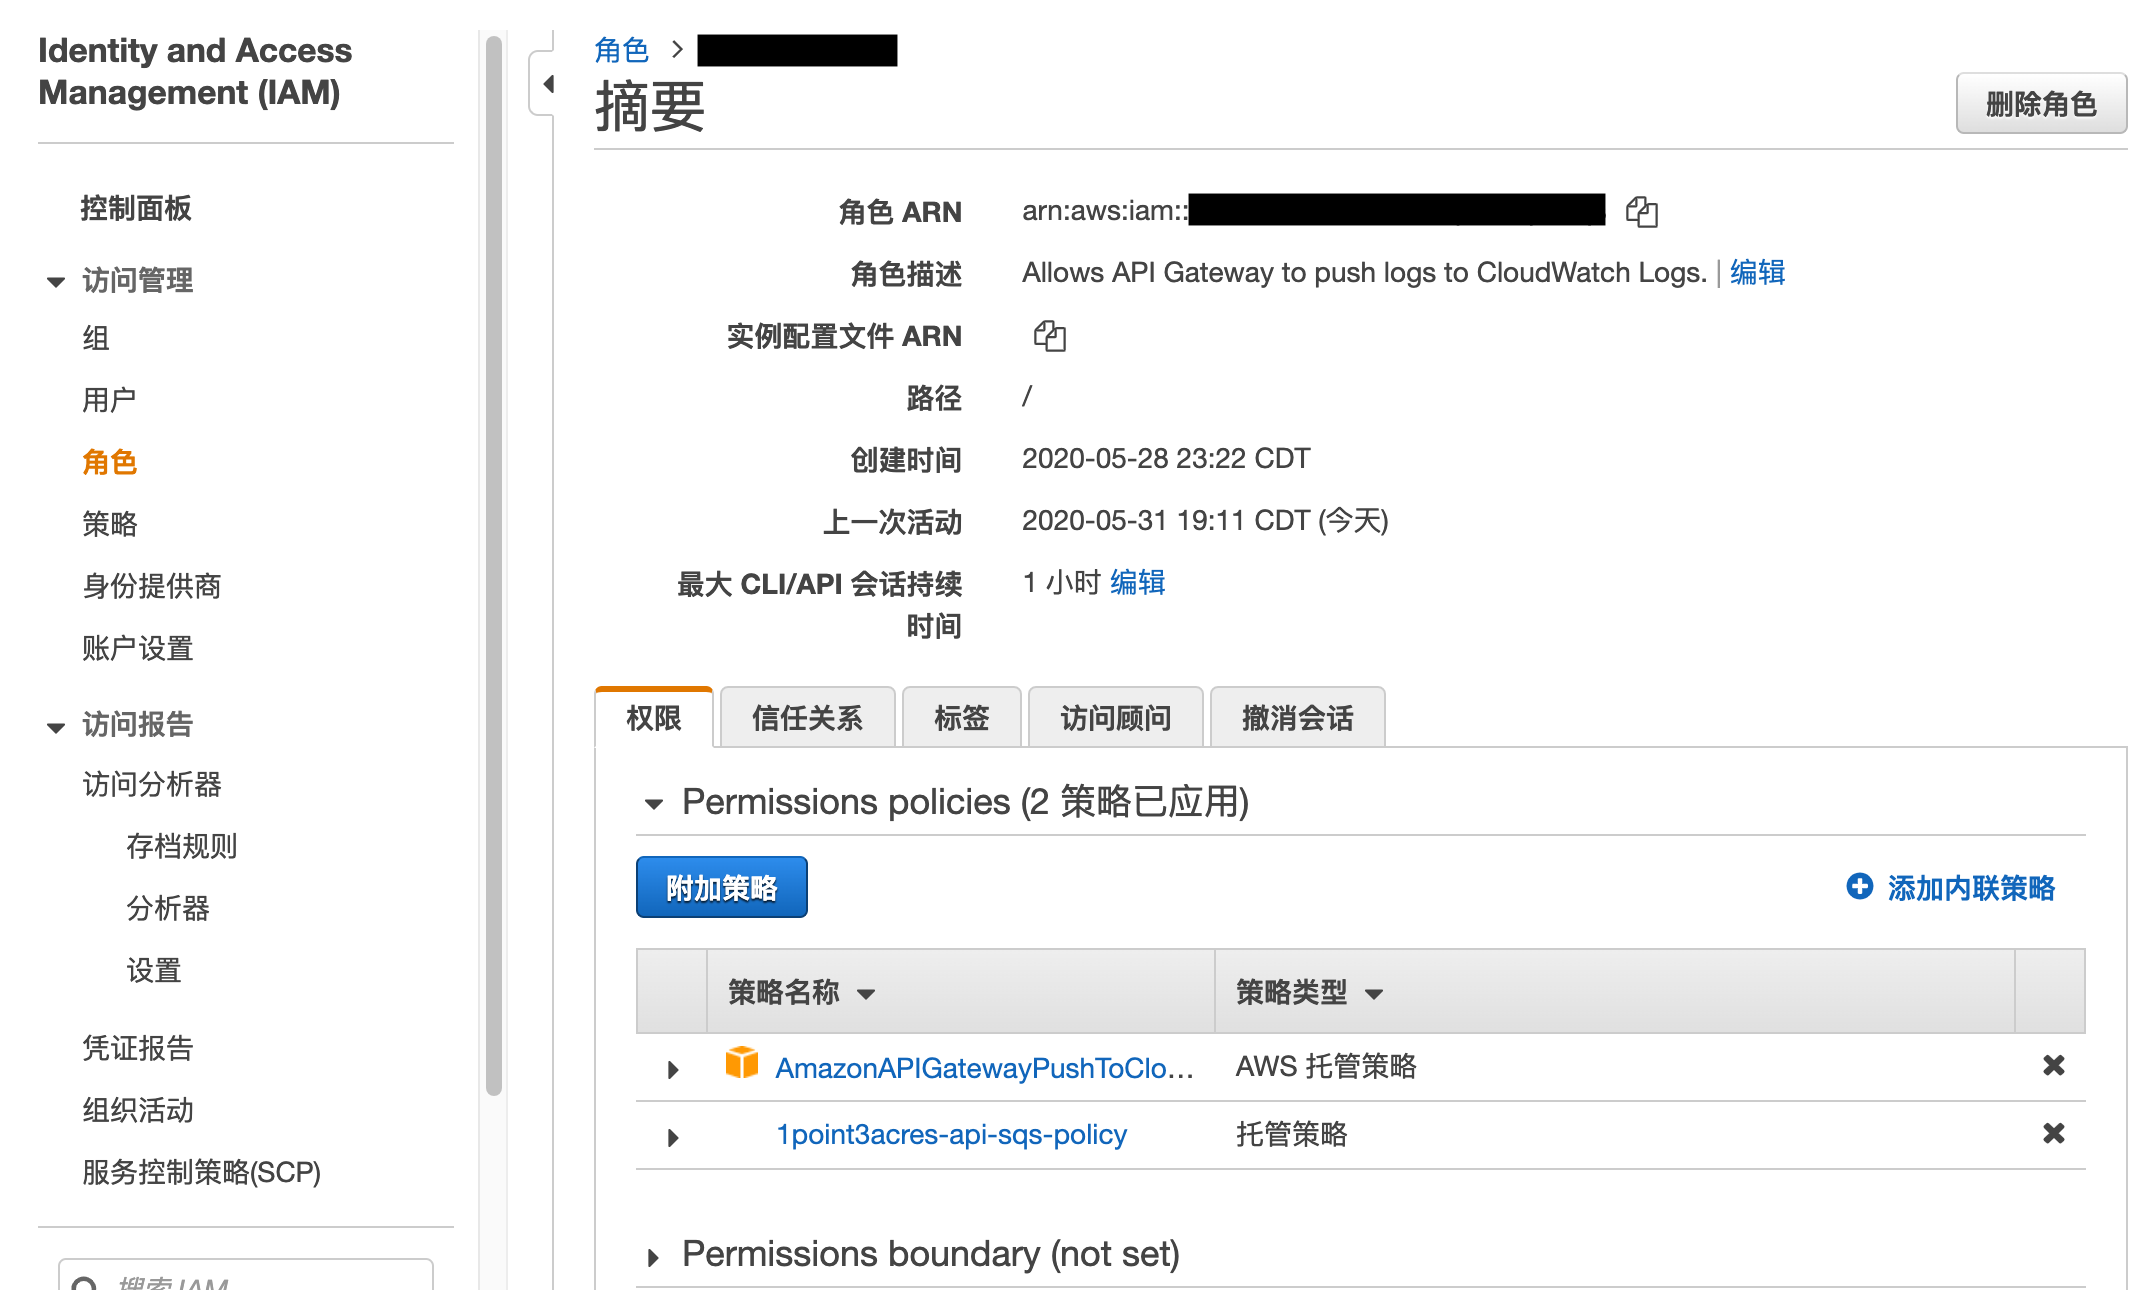 Identity and Access
Management (IAM)
控制面板
访问管理
组
用户
角色
策略
身份提供商
账户设置
访问报告
访问分析器
存档规则
分析器
设置
凭证报告
组织活动
服务控制策略(SCP)
搜索 IAM
角色 >
摘要
删除角色
角色 ARN arn:aws:iam::
角色描述 Allows API Gateway to push logs to CloudWatch Logs. | 编辑
实例配置文件 ARN
路径 /
创建时间 2020-05-28 23:22 CDT
上一次活动 2020-05-31 19:11 CDT (今天)
最大 CLI/API 会话持续 1 小时 编辑
时间
权限 信任关系 标签 访问顾问 撤消会话
Permissions policies (2 策略已应用)
附加策略 添加内联策略
策略名称 策略类型
AmazonAPIGatewayPushToClo... AWS 托管策略
1point3acres-api-sqs-policy 托管策略
Permissions boundary (not set)